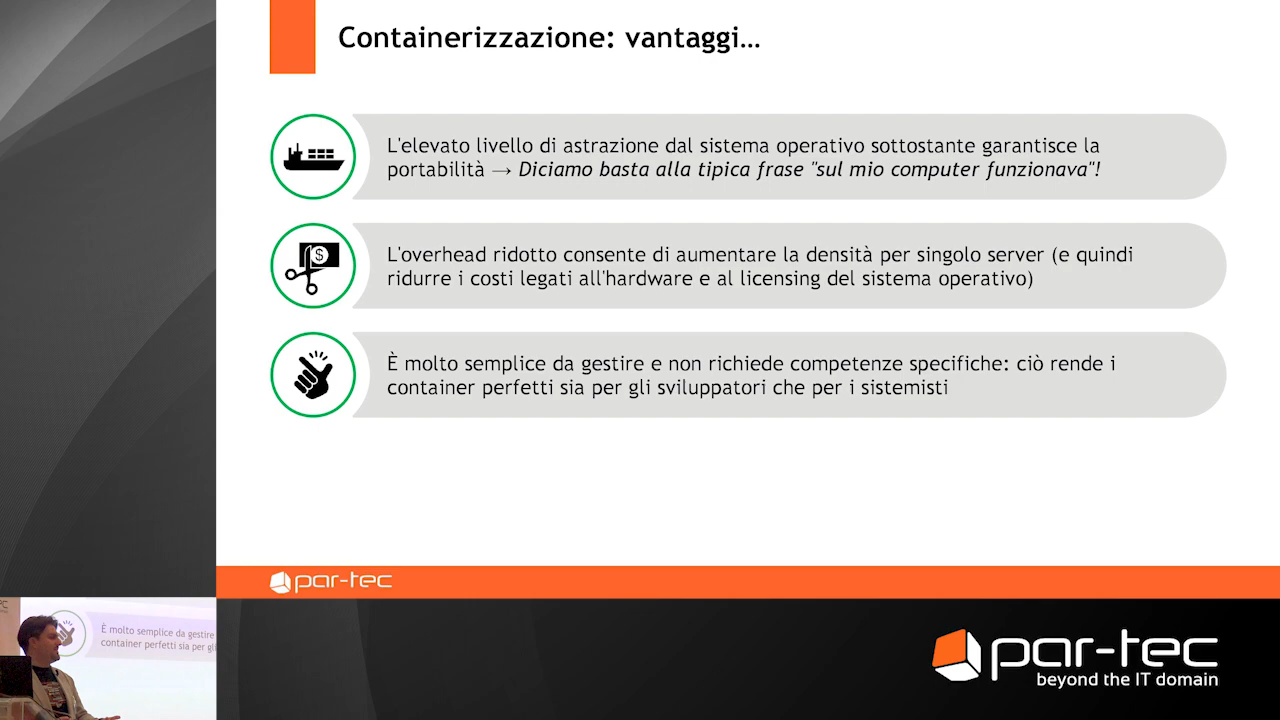 Containerizzazione: vantaggi...
L'elevato livello di astrazione dal sistema operativo sottostante garantisce la
portabilità → Diciamo basta alla tipica frase "sul mio computer funzionava"!
$
L'overhead ridotto consente di aumentare la densità per singolo server (e quindi
ridurre i costi legati all'hardware e al licensing del sistema operativo)
È molto semplice da gestire e non richiede competenze specifiche: ciò rende i
container perfetti sia per gli sviluppatori che per i sistemisti
par-tec
È molto semplice da gestire
container perfetti sia per gli
par-tec
beyond the IT domain